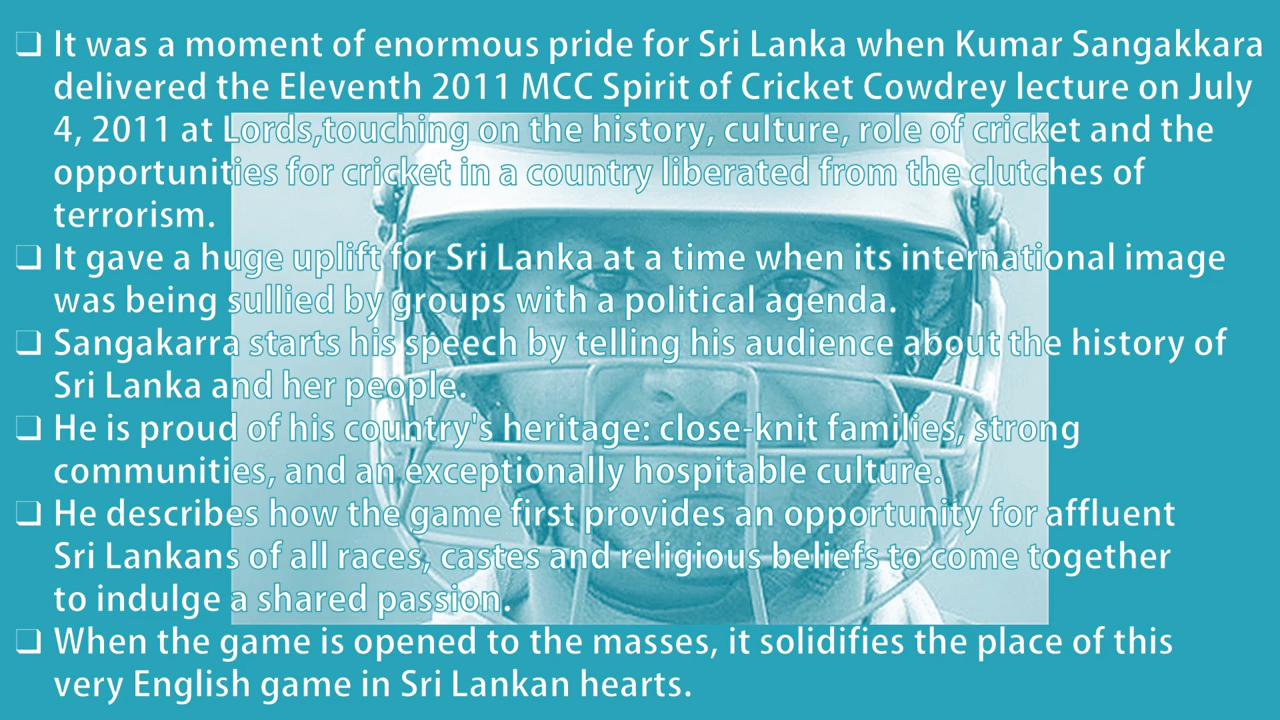 ❑ It was a moment of enormous pride for Sri Lanka when Kumar Sangakkara
delivered the Eleventh 2011 MCC Spirit of Cricket Cowdrey lecture on July
4, 2011 at Lords,touching on the history, culture, role of cricket and the
opportunities for cricket in a country liberated from the clutches of
terrorism.
❑ It gave a huge uplift for Sri Lanka at a time when its international image
was being sullied by groups with a political agenda.
❑ Sangakarra starts his speech by telling his audience about the history of
Sri Lanka and her people.
❑ He is proud of his country's heritage: close-knit families, strong
communities, and an exceptionally hospitable culture.
❑ He describes how the game first provides an opportunity for affluent
Sri Lankans of all races, castes and religious beliefs to come together
to indulge a shared passion.
❑ When the game is opened to the masses, it solidifies the place of this
very English game in Sri Lankan hearts.